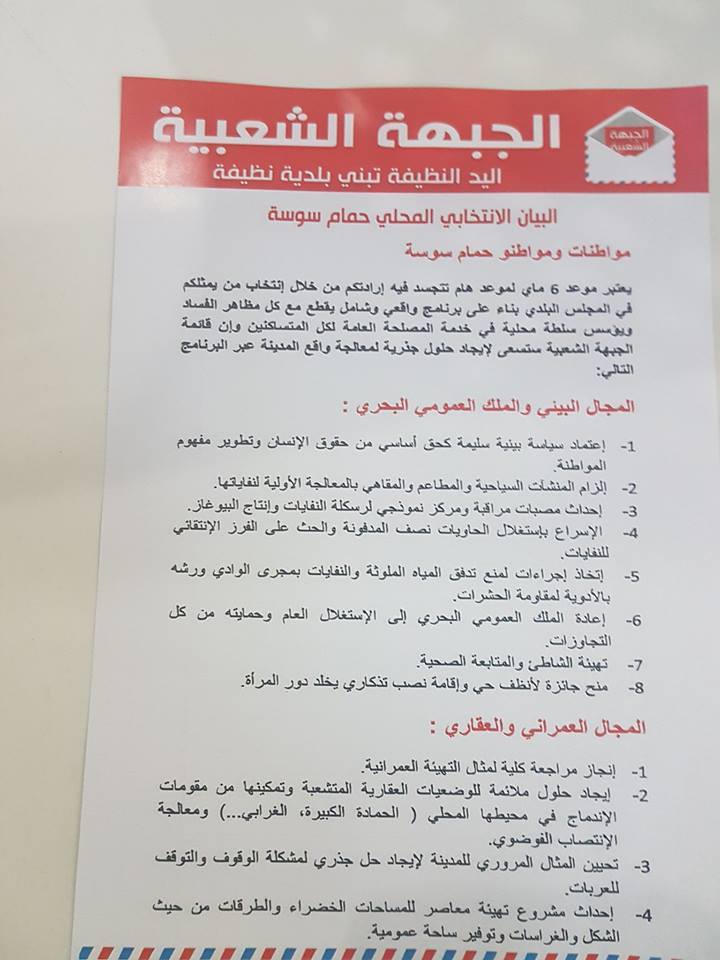 الجبهة الشعبية
الجبهة
الشعبية
اليد النظيفة تبني بلدية نظيفة
البيان الانتخابي المحلي حمام سوسة
مواطنات ومواطنو حمام سوسة
يعتبر موعد 6 ماي لموعد هام تتجسد فيه إرادتكم من خلال إنتخاب من يمثلكم
في المجلس البلدي بناء على برنامج واقعي وشامل يقطع مع كل مظاهر الفساد
ويؤسس سلطة محلية في خدمة المصلحة العامة لكل المتساكنين وإن قائمة
الجبهة الشعبية ستسعى لإيجاد حلول جذرية لمعالجة واقع المدينة عبر البرنامج
التالي:
المجال البيئي والملك العمومي البحري :
1- إعتماد سياسة بيئية سليمة كحق أساسي من حقوق الإنسان وتطوير مفهوم
المواطنة.
2- إلزام المنشآت السياحية والمطاعم والمقاهي بالمعالجة الأولية لنفاياتها.
3- إحداث مصبات مراقبة ومركز نموذجي لرسكلة النفايات وإنتاج البيوغاز.
4- الإسراع بإستغلال الحاويات نصف المدفونة والحث على الفرز الإنتقائي
للنفايات.
5- إتخاذ إجراءات لمنع تدفق المياه الملوثة والنفايات بمجرى الوادي ورشه
بالأدوية لمقاومة الحشرات.
6- إعادة الملك العمومي البحري إلى الإستغلال العام وحمايته من كل
التجاوزات.
7- تهيئة الشاطئ والمتابعة الصحية.
8- منح جائزة لأنظف حي وإقامة نصب تذكاري يخلد دور المرأة.
المجال العمراني والعقاري :
1- إنجاز مراجعة كلية لمثال التهيئة العمرانية.
2- إيجاد حلول ملائمة للوضعيات العقارية المتشعبة وتمكينها من مقومات
الإندماج في محيطها المحلي ( الحمادة الكبيرة، الغرابي...) ومعالجة
الإنتصاب الفوضوي.
3- تحيين المثال المروري للمدينة لإيجاد حل جذري لمشكلة الوقوف والتوقف
للعربات.
4- إحداث مشروع تهيئة معاصر للمساحات الخضراء والطرقات من حيث
الشكل والغراسات وتوفير ساحة عمومية.